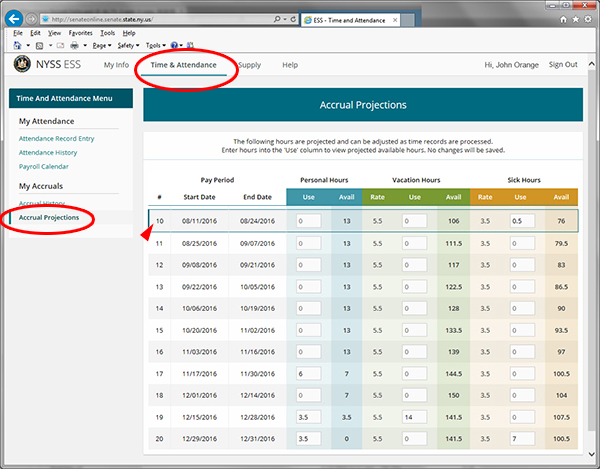 http://senateonline.senate.state.ny.us/
ESS - Time and Attendance
File Edit View Favorites Tools Help
Page Safety Tools
NYSS ESS My Info Time & Attendance Supply Help Hi, John Orange Sign Out
Time And Attendance Menu
My Attendance
Attendance Record Entry
Attendance History
Payroll Calendar
My Accruals
Accrual History
Accrual Projections
Accrual Projections
The following hours are projected and can be adjusted as time records are processed.
Enter hours into the 'Use' column to view projected available hours. No changes will be saved.
Pay Period Personal Hours Vacation Hours Sick Hours
# Start Date End Date Use Avail Rate Use Avail Rate Use Avail
10 08/11/2016 08/24/2016 0 13 5.5 0 106 3.5 0.5 76
11 08/25/2016 09/07/2016 0 13 5.5 0 111.5 3.5 0 79.5
12 09/08/2016 09/21/2016 0 13 5.5 0 117 3.5 0 83
13 09/22/2016 10/05/2016 0 13 5.5 0 122.5 3.5 0 86.5
14 10/06/2016 10/19/2016 0 13 5.5 0 128 3.5 0 90
15 10/20/2016 11/02/2016 0 13 5.5 0 133.5 3.5 0 93.5
16 11/03/2016 11/16/2016 0 13 5.5 0 139 3.5 0 97
17 11/17/2016 11/30/2016 6 7 5.5 0 144.5 3.5 0 100.5
18 12/01/2016 12/14/2016 0 7 5.5 0 150 3.5 0 104
19 12/15/2016 12/28/2016 3.5 3.5 5.5 14 141.5 3.5 0 107.5
20 12/29/2016 12/31/2016 3.5 0 5.5 0 141.5 3.5 7 100.5